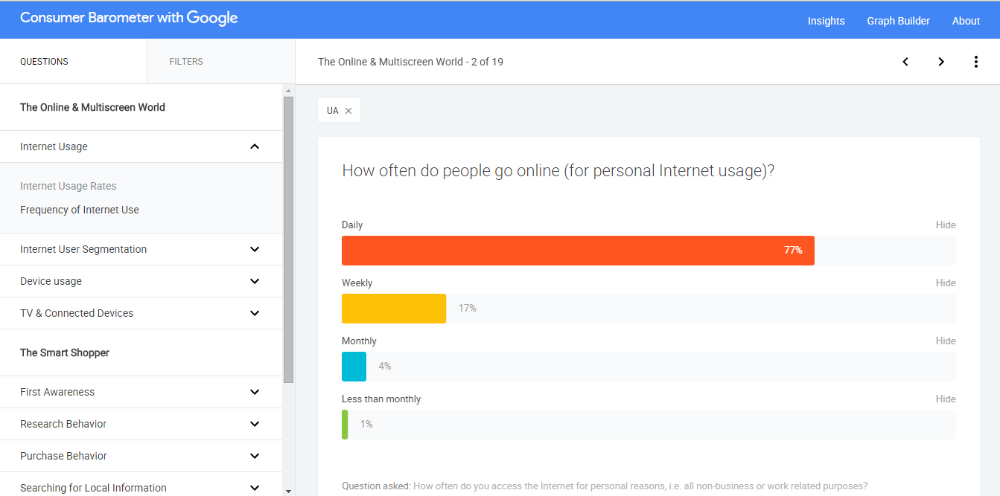 Consumer Barometer with Google
Insights
Graph Builder
About
QUESTIONS
FILTERS
The Online & Multiscreen World
Internet Usage
Internet Usage Rates
Frequency of Internet Use
Internet User Segmentation
Device usage
TV & Connected Devices
The Smart Shopper
First Awareness
Research Behavior
Purchase Behavior
Searching for Local Information
The Online & Multiscreen World - 2 of 19
UA
How often do people go online (for personal Internet usage)?
Daily
Hide
77%
Weekly
Hide
17%
Monthly
Hide
4%
Less than monthly
Hide
1%
Question asked: How often do you access the Internet for personal reasons, i.e. all non-business or work related purposes?